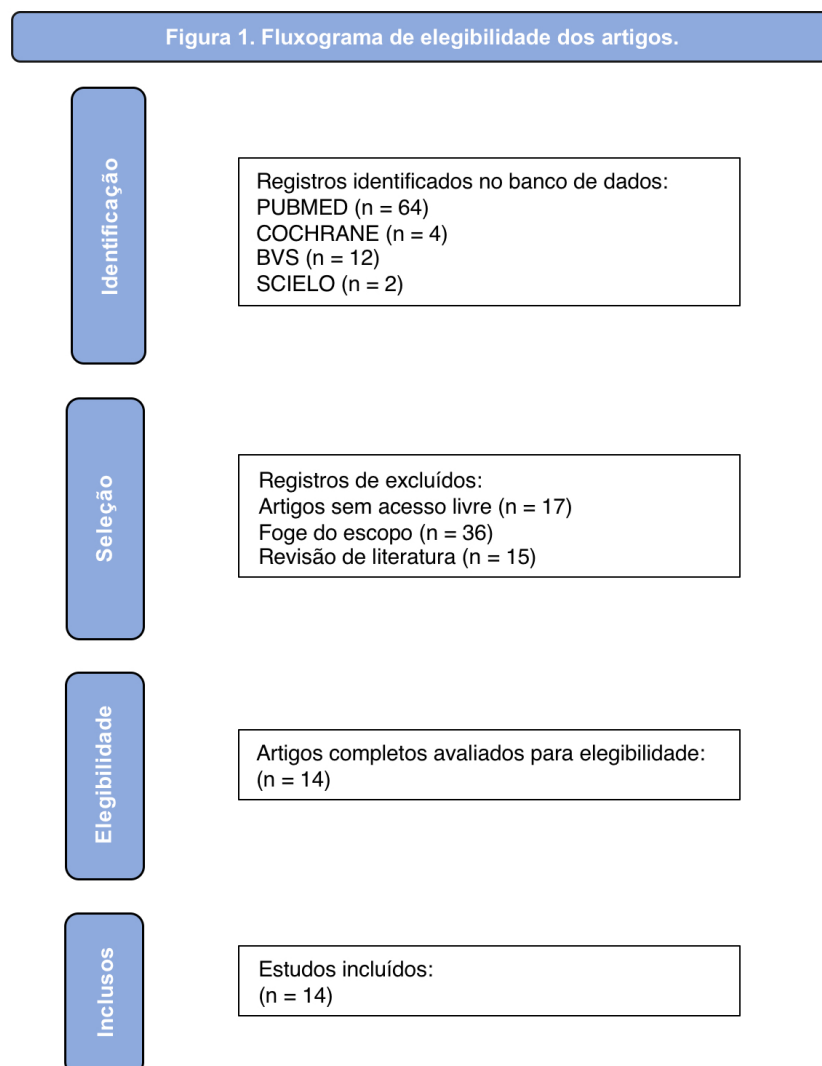 Figura 1. Fluxograma de elegibilidade dos artigos.
Identificação
Registros identificados no banco de dados:
PUBMED (n = 64)
COCHRANE (n = 4)
BVS (n = 12)
SCIELO (n = 2)
Seleção
Registros de excluídos:
Artigos sem acesso livre (n = 17)
Foge do escopo (n = 36)
Revisão de literatura (n = 15)
Elegibilidade
Artigos completos avaliados para elegibilidade:
(n = 14)
Inclusos
Estudos incluídos:
(n = 14)